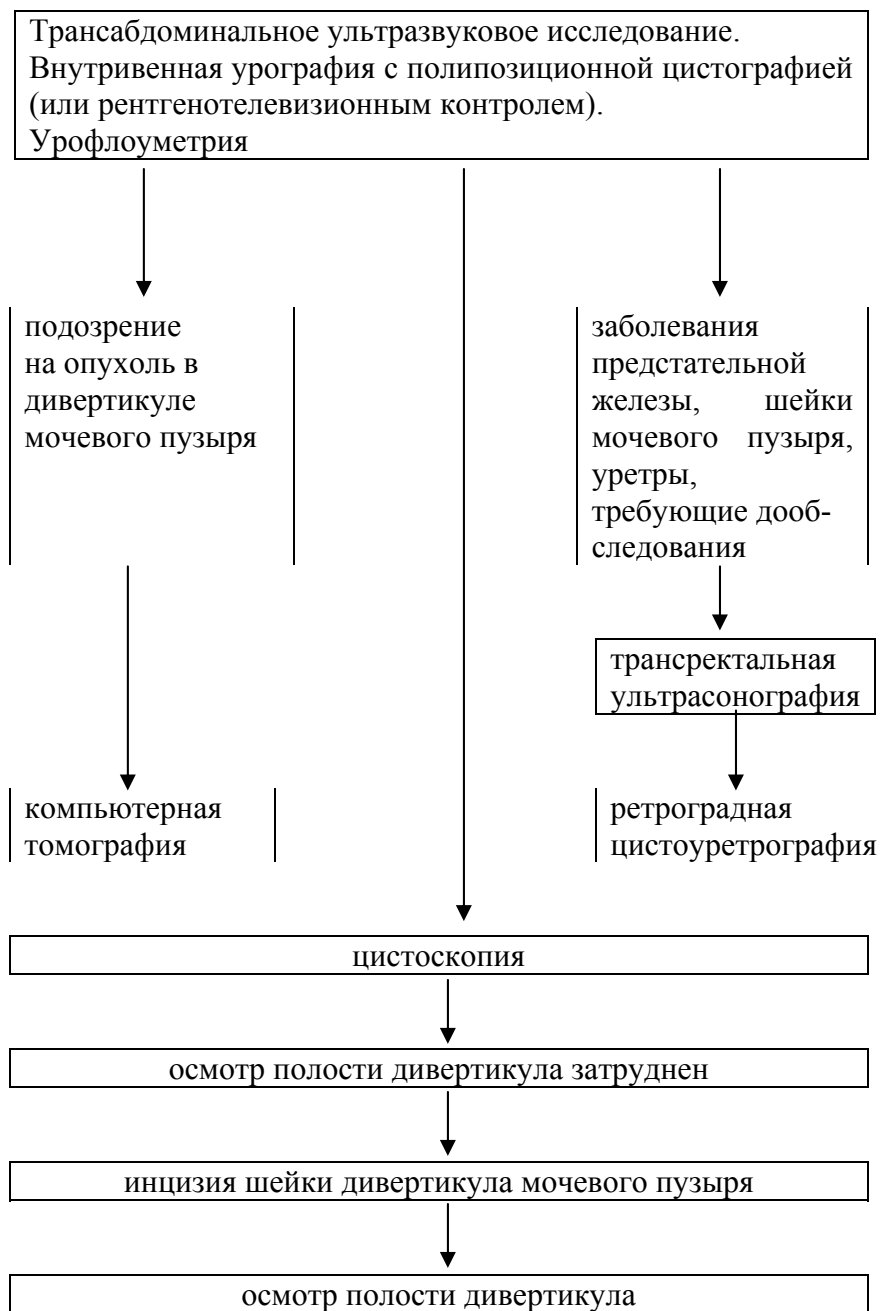 Трансабдоминальное ультразвуковое исследование.
Внутривенная урография с полипозиционной цистографией
(или рентгенотелевизионным контролем).
Урофлоуметрия
подозрение
на опухоль в
дивертикуле
мочевого пузыря
заболевания
предстательной
железы, шейки
мочевого пузыря,
уретры,
требующие дооб-
следования
трансректальная
ультрасонография
компьютерная
томография
ретроградная
цистоуретрография
цистоскопия
осмотр полости дивертикула затруднен
инцизия шейки дивертикула мочевого пузыря
осмотр полости дивертикула